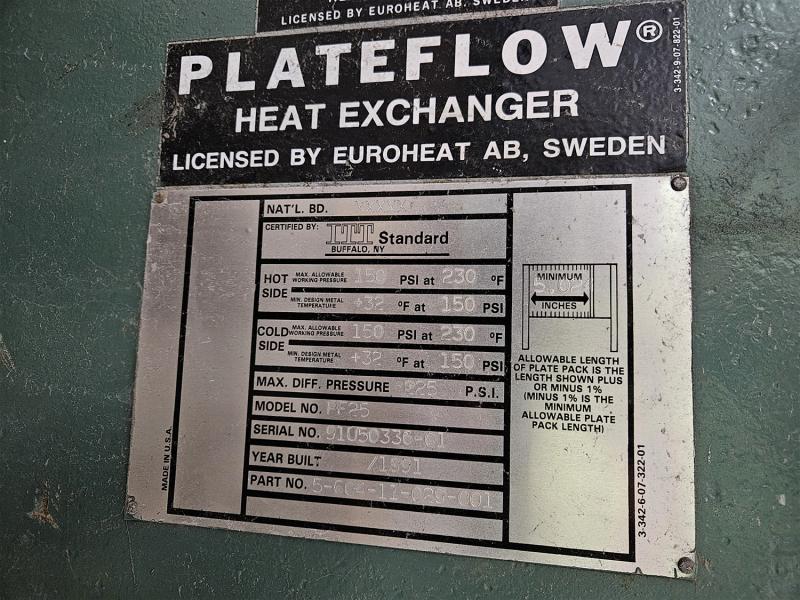 LICENSED BY EUROHEAT AB, SWEDEN
PLATEFLOW®
HEAT EXCHANGER
LICENSED BY EUROHEAT AB, SWEDEN
3-342-9-07-822-01
NAT'L. BD.
CERTIFIED BY: ITT Standard
BUFFALO, NY
HOT SIDE
MAX. ALLOWABLE WORKING PRESSURE 150 PSI at 230 °F
MIN. DESIGN METAL TEMPERATURE +32 °F at 150 PSI
COLD SIDE
MAX. ALLOWABLE WORKING PRESSURE 150 PSI at 230 °F
MIN. DESIGN METAL TEMPERATURE +32 °F at 150 PSI
MAX. DIFF. PRESSURE P.S.I.
MODEL NO. PF25
SERIAL NO. 91050336-01
YEAR BUILT /1991
PART NO.
MINIMUM
INCHES
ALLOWABLE LENGTH
OF PLATE PACK IS THE
LENGTH SHOWN PLUS
OR MINUS 1%
(MINUS 1% IS THE
MINIMUM
ALLOWABLE PLATE
PACK LENGTH)
MADE IN U.S.A.
3-342-6-07-322-01